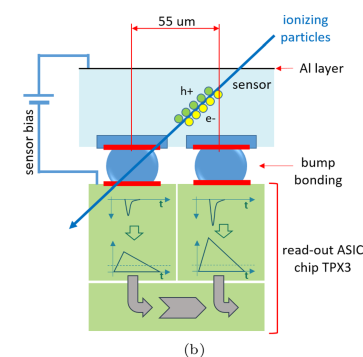 55 um
ionizing
particles
Al layer
sensor
h+
e-
sensor bias
bump
bonding
t
t
t
t
read-out ASIC
chip TPX3
(b)